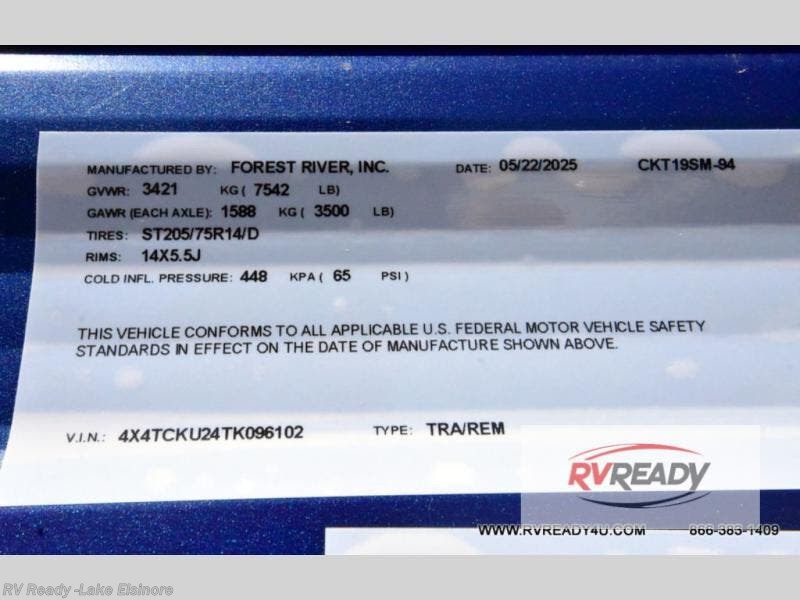 MANUFACTURED BY: FOREST RIVER, INC. DATE: 05/22/2025 CKT19SM-94
GVWR: 3421 KG ( 7542 LB)
GAWR (EACH AXLE): 1588 KG ( 3500 LB)
TIRES: ST205/75R14/D
RIMS: 14X5.5J
COLD INFL. PRESSURE: 448 KPA ( 65 PSI )
THIS VEHICLE CONFORMS TO ALL APPLICABLE U.S. FEDERAL MOTOR VEHICLE SAFETY
STANDARDS IN EFFECT ON THE DATE OF MANUFACTURE SHOWN ABOVE.
V.I.N.: 4X4TCKU24TK096102 TYPE: TRA/REM
RVREADY
WWW.RVREADY4U.COM 866-383-1409
RV Ready -Lake Elsinore